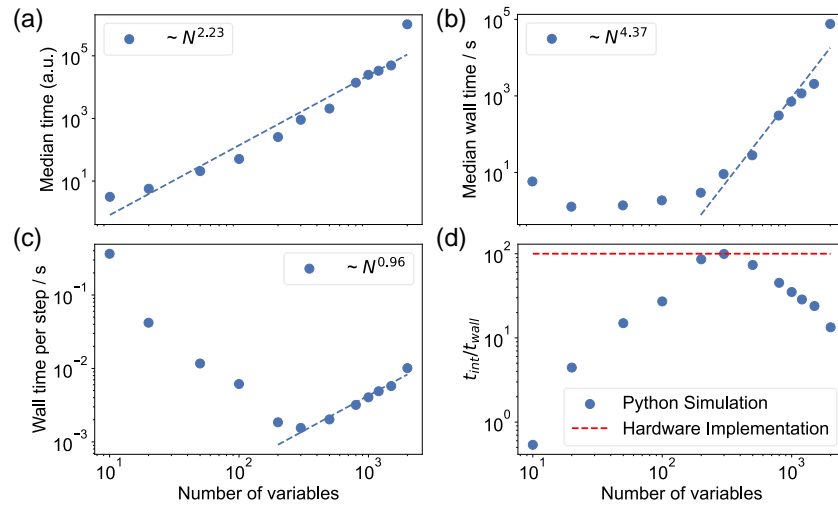 (a)
~ N^2.23
Median time (a.u.)
10^5
10^3
10^1
(b)
~ N^4.37
Median wall time / s
10^5
10^3
10^1
(c)
~ N^0.96
Wall time per step / s
10^-1
10^-2
10^-3
10^1
10^2
10^3
Number of variables
(d)
t_int/t_wall
10^2
10^1
10^0
Python Simulation
Hardware Implementation
10^1
10^2
10^3
Number of variables